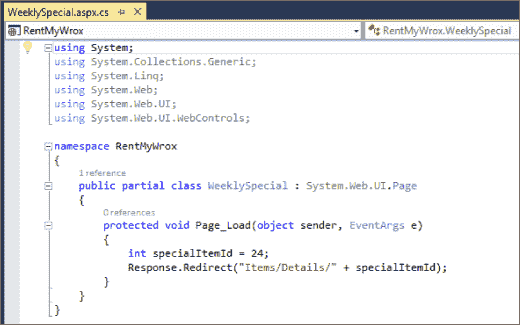 WeeklySpecial.aspx.cs
RentMyWrox RentMyWrox.WeeklySpecial
using System;
using System.Collections.Generic;
using System.Linq;
using System.Web;
using System.Web.UI;
using System.Web.UI.WebControls;
namespace RentMyWrox
{
1 reference
public partial class WeeklySpecial : System.Web.UI.Page
{
0 references
protected void Page_Load(object sender, EventArgs e)
{
int specialItemId = 24;
Response.Redirect("Items/Details/" + specialItemId);
}
}
}